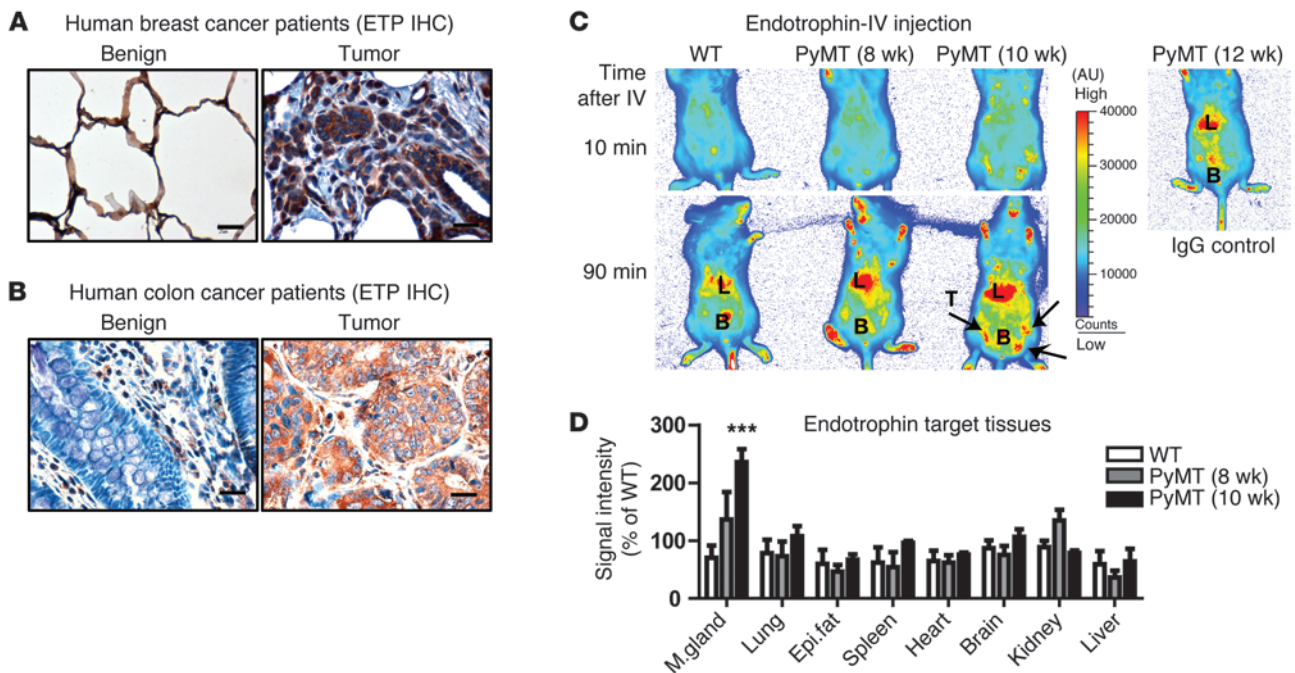 A
Human breast cancer patients (ETP IHC)
Benign Tumor
B
Human colon cancer patients (ETP IHC)
Benign Tumor
C
Endotrophin-IV injection
WT PyMT (8 wk) PyMT (10 wk) PyMT (12 wk)
Time
after IV
10 min
90 min
(AU)
High
40000
30000
20000
10000
Counts
Low
L
B
L
B
L
T
B
L
B
IgG control
D
Endotrophin target tissues
***
Signal intensity
(% of WT)
300
200
100
0
WT
PyMT (8 wk)
PyMT (10 wk)
M.gland
Lung
Epi.fat
Spleen
Heart
Brain
Kidney
Liver